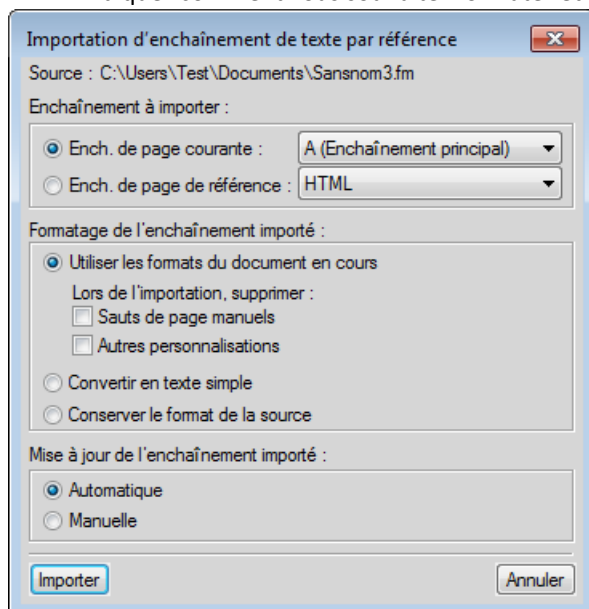 Importation d'enchaînement de texte par référence
Source : C:\Users\Test\Documents\Sansnom3.fm
Enchaînement à importer :
Ench. de page courante : A (Enchaînement principal)
Ench. de page de référence : HTML
Formatage de l'enchaînement importé :
Utiliser les formats du document en cours
Lors de l'importation, supprimer :
Sauts de page manuels
Autres personnalisations
Convertir en texte simple
Conserver le format de la source
Mise à jour de l'enchaînement importé :
Automatique
Manuelle
Importer Annuler